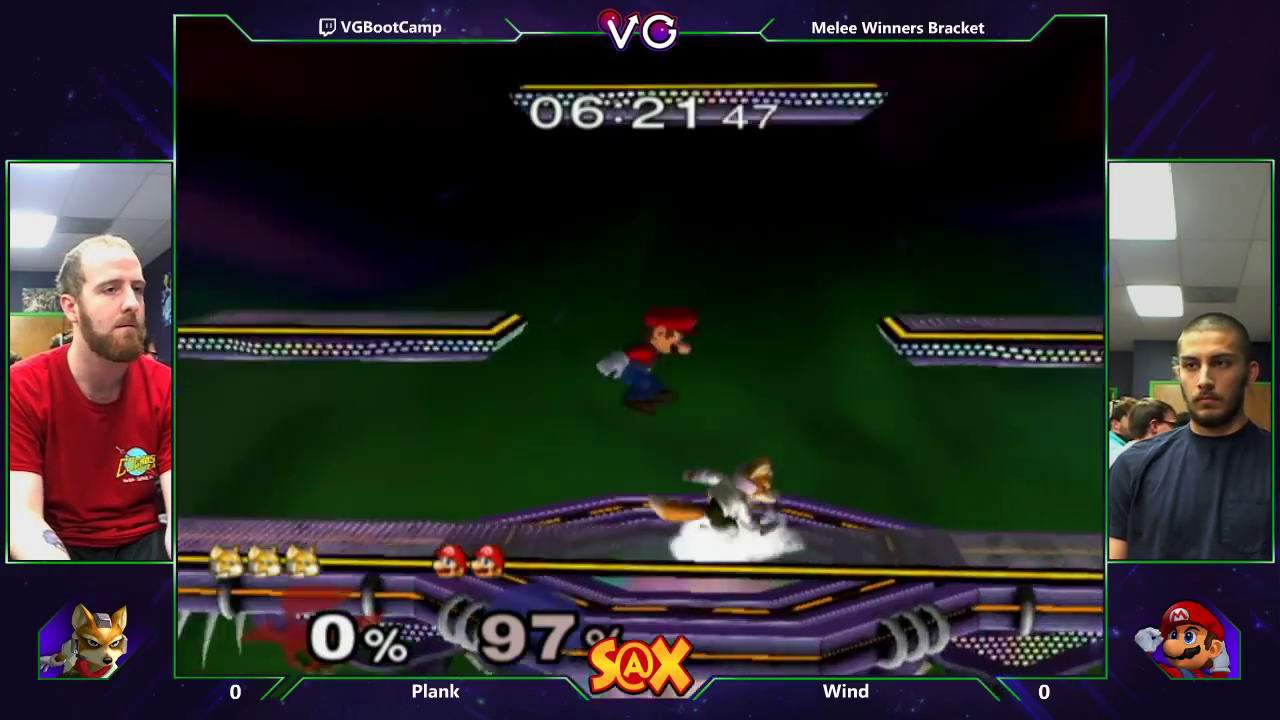 VGBootCamp
VG
Melee Winners Bracket
06:21 47
0%
97%
S@X
0
Plank
Wind
0